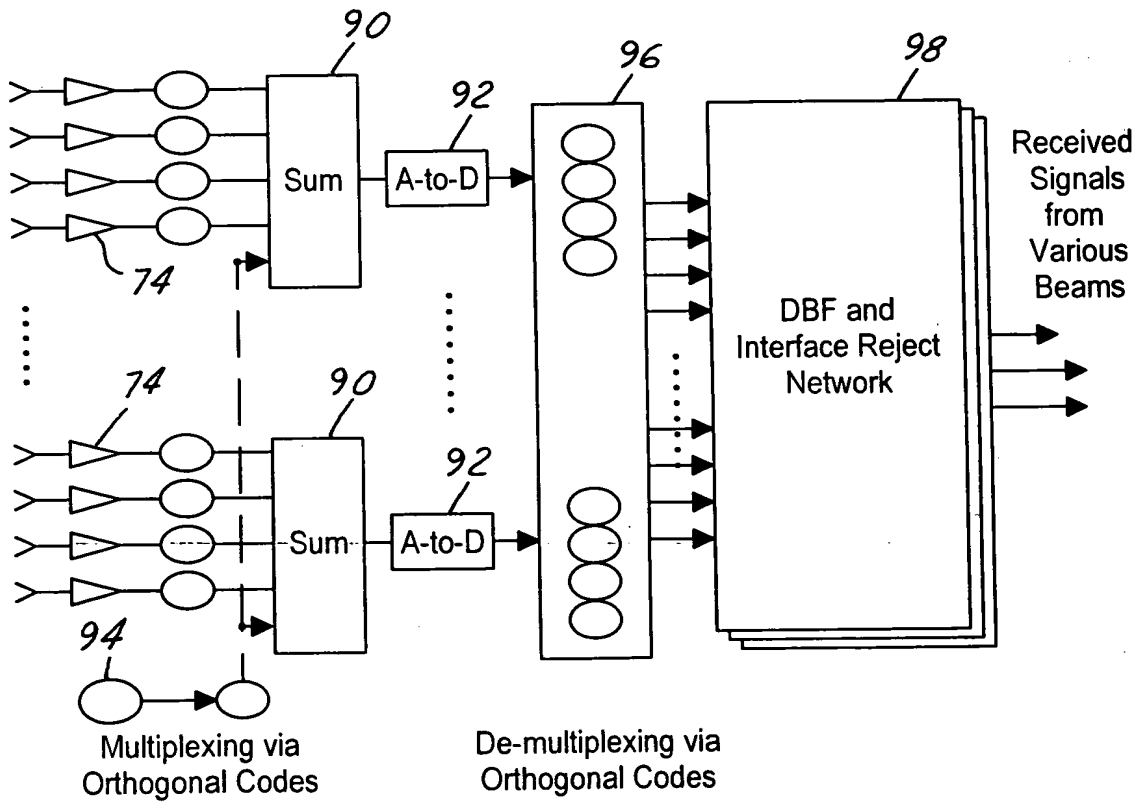 90
96
98
92
Sum
A-to-D
74
Received
Signals
from
Various
Beams
DBF and
Interface Reject
Network
74
90
92
Sum
A-to-D
94
Multiplexing via
Orthogonal Codes
De-multiplexing via
Orthogonal Codes